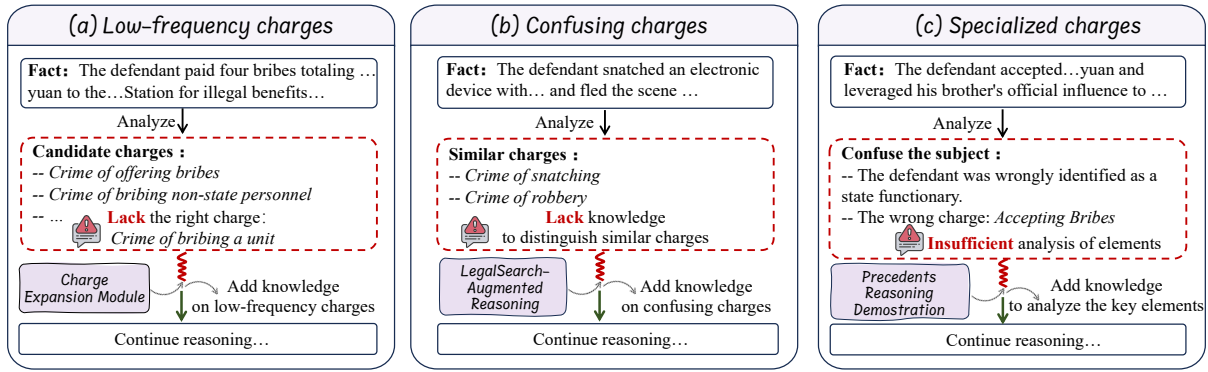 (a) Low-frequency charges
Fact： The defendant paid four bribes totaling …
yuan to the…Station for illegal benefits…
Analyze
Candidate charges：
-- Crime of offering bribes
-- Crime of bribing non-state personnel
-- …
Lack the right charge：
Crime of bribing a unit
Charge
Expansion Module
Add knowledge
on low-frequency charges
Continue reasoning…
(b) Confusing charges
Fact： The defendant snatched an electronic
device with… and fled the scene …
Analyze
Similar charges：
-- Crime of snatching
-- Crime of robbery
Lack knowledge
to distinguish similar charges
LegalSearch-
Augmented
Reasoning
Add knowledge
on confusing charges
Continue reasoning…
(c) Specialized charges
Fact： The defendant accepted…yuan and
leveraged his brother's official influence to …
Analyze
Confuse the subject：
-- The defendant was wrongly identified as a
state functionary.
-- The wrong charge: Accepting Bribes
Insufficient analysis of elements
Precedents
Reasoning
Demostration
Add knowledge
to analyze the key elements
Continue reasoning…